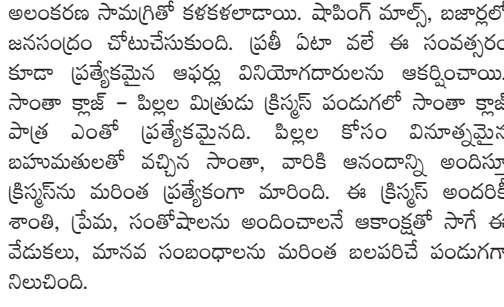 అలంకరణ సామగ్రితో కళకళలాడాయి. షాపింగ్ మాల్స్, బజార్లలో
జనసంద్రం చోటుచేసుకుంది. ప్రతీ ఏటా వలే ఈ సంవత్సరం
కూడా ప్రత్యేకమైన ఆఫర్లు వినియోగదారులను ఆకర్షించాయి.
సాంతా క్లాజ్ – పిల్లల మిత్రుడు క్రిస్మస్ పండుగలో సాంతా క్లాజ్
పాత్ర ఎంతో ప్రత్యేకమైనది. పిల్లల కోసం వినూత్నమైన
బహుమతులతో వచ్చిన సాంతా, వారికి ఆనందాన్ని అందిస్తూ
క్రిస్మస్‌ను మరింత ప్రత్యేకంగా మారింది. ఈ క్రిస్మస్ అందరికీ
శాంతి, ప్రేమ, సంతోషాలను అందించాలనే ఆకాంక్షతో సాగే ఈ
వేడుకలు, మానవ సంబంధాలను మరింత బలపరిచే పండుగగా
నిలుచింది.